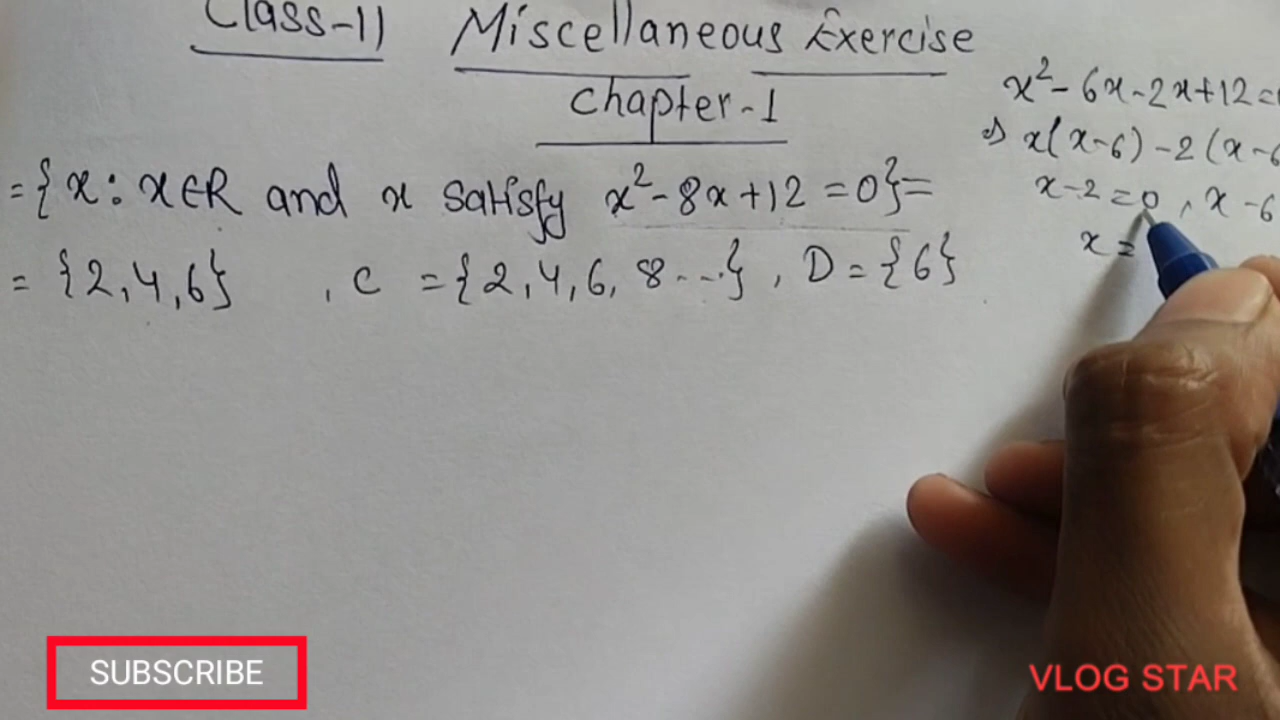 Class-11 Miscellaneous Exercise
Chapter-1
={x : x∈R and x satisfy x²-8x+12=0}=
= {2,4,6} , C = {2,4,6,8...} , D = {6}
x²-6x-2x+12=
⇒ x(x-6)-2(x-6
x-2=0, x-6
x=
SUBSCRIBE
VLOG STAR